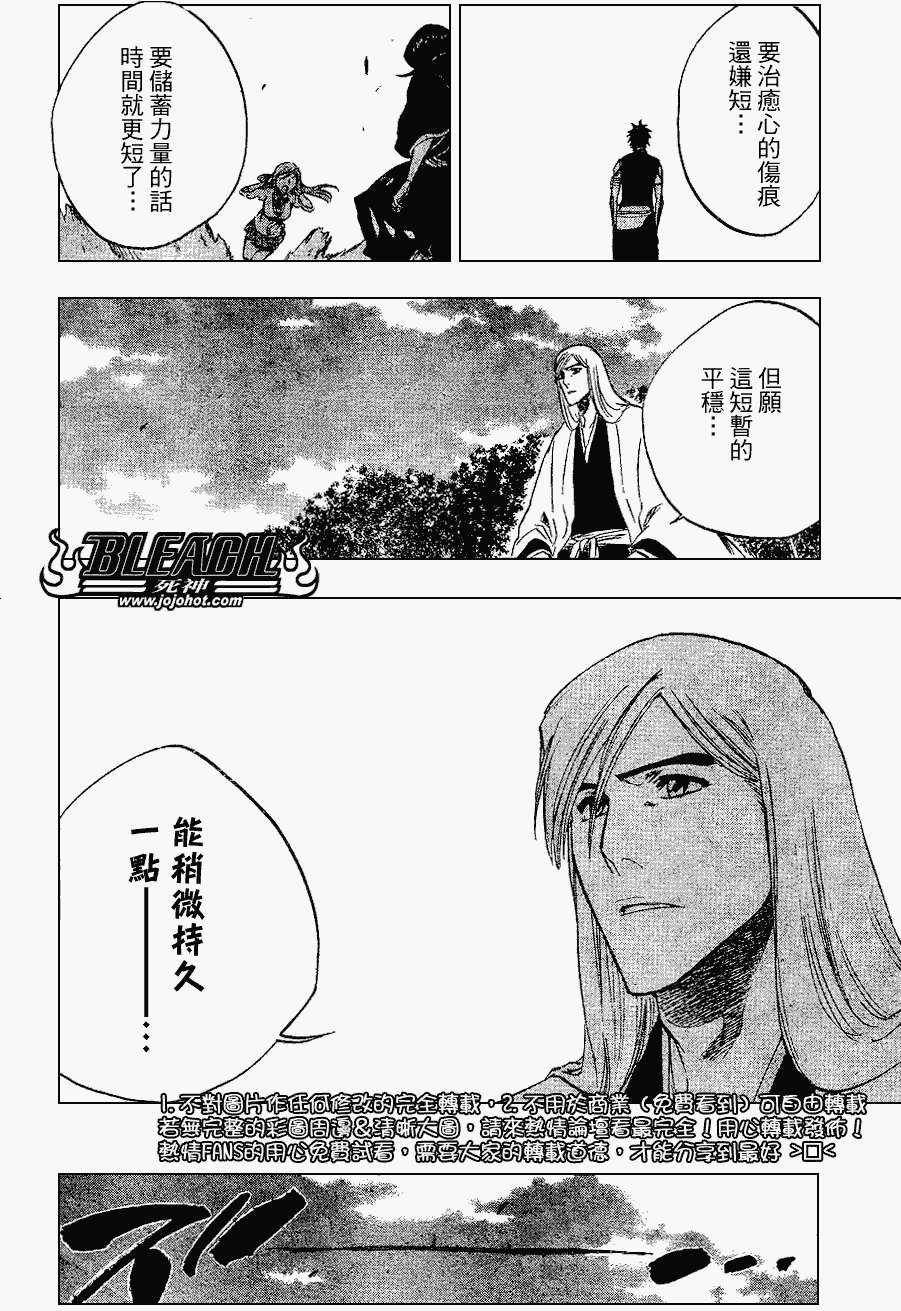 要治癒心的傷痕
還嫌短…
要儲蓄力量的話
時間就更短了…
但願
這短暫的
平穩…
BLEACH
死神
www.jojohot.com
能稍微持久
一點——…
1. 不對圖片作任何修改的完全轉載，2. 不用於商業（免費看到）可自由轉載
若無完整的彩圖周邊&清晰大圖，請來熱情論壇看最完全！用心轉載發佈！
熱情FANS的用心免費試看，需要大家的轉載道德，才能分享到最好 >□<